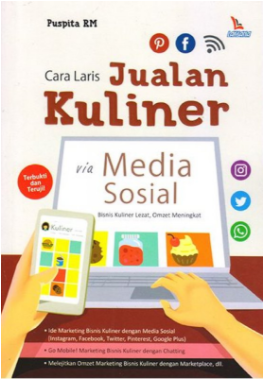 Puspita RM
Cara Laris Jualan
Kuliner
via Media
Sosial
Bisnis Kuliner Lezat, Omzet Meningkat
Terbukti
dan
Teruji!
Kuliner
• Ide Marketing Bisnis Kuliner dengan Media Sosial
(Instagram, Facebook, Twitter, Pinterest, Google Plus)
• Go Mobile! Marketing Bisnis Kuliner dengan Chatting
• Melejitkan Omzet Marketing Bisnis Kuliner dengan Marketplace, dll.